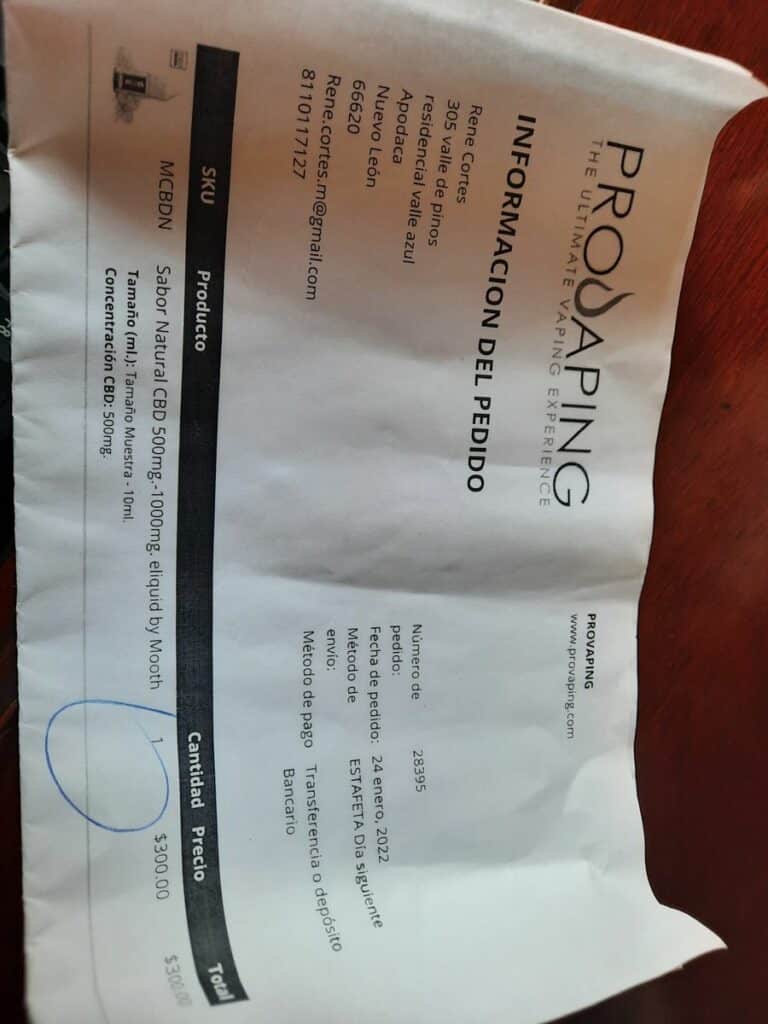 PROVAPING
THE ULTIMATE VAPING EXPERIENCE
PROVAPING
www.provaping.com
INFORMACION DEL PEDIDO
Rene Cortes
305 valle de pinos
residencial valle azul
Apodaca
Nuevo León
66620
Rene.cortes.m@gmail.com
8110117127
Número de pedido: 28395
Fecha de pedido: 24 enero, 2022
Método de envío: ESTAFETA Día siguiente
Método de pago Transferencia o depósito
Bancario
SKU Producto Cantidad Precio Total
MCBDN Sabor Natural CBD 500mg.-1000mg. eliquid by Mooth 1 $300.00 $300.00
Tamaño (ml.): Tamaño Muestra - 10ml.
Concentración CBD: 500mg.